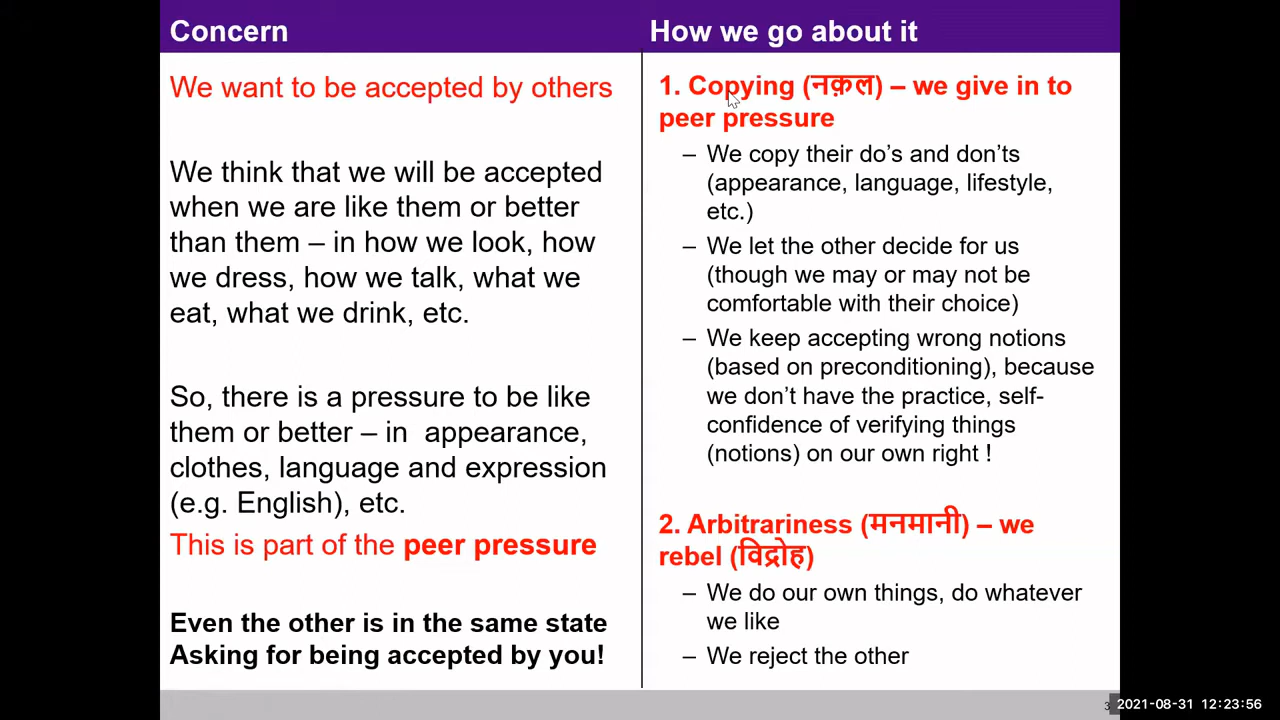 Concern
How we go about it
We want to be accepted by others
We think that we will be accepted
when we are like them or better
than them – in how we look, how
we dress, how we talk, what we
eat, what we drink, etc.
So, there is a pressure to be like
them or better – in  appearance,
clothes, language and expression
(e.g. English), etc.
This is part of the peer pressure
Even the other is in the same state
Asking for being accepted by you!
1. Copying (नक़ल) – we give in to
peer pressure
– We copy their do's and don'ts
(appearance, language, lifestyle,
etc.)
– We let the other decide for us
(though we may or may not be
comfortable with their choice)
– We keep accepting wrong notions
(based on preconditioning), because
we don't have the practice, self-
confidence of verifying things
(notions) on our own right !
2. Arbitrariness (मनमानी) – we
rebel (विद्रोह)
– We do our own things, do whatever
we like
– We reject the other
3
2021-08-31 12:23:56